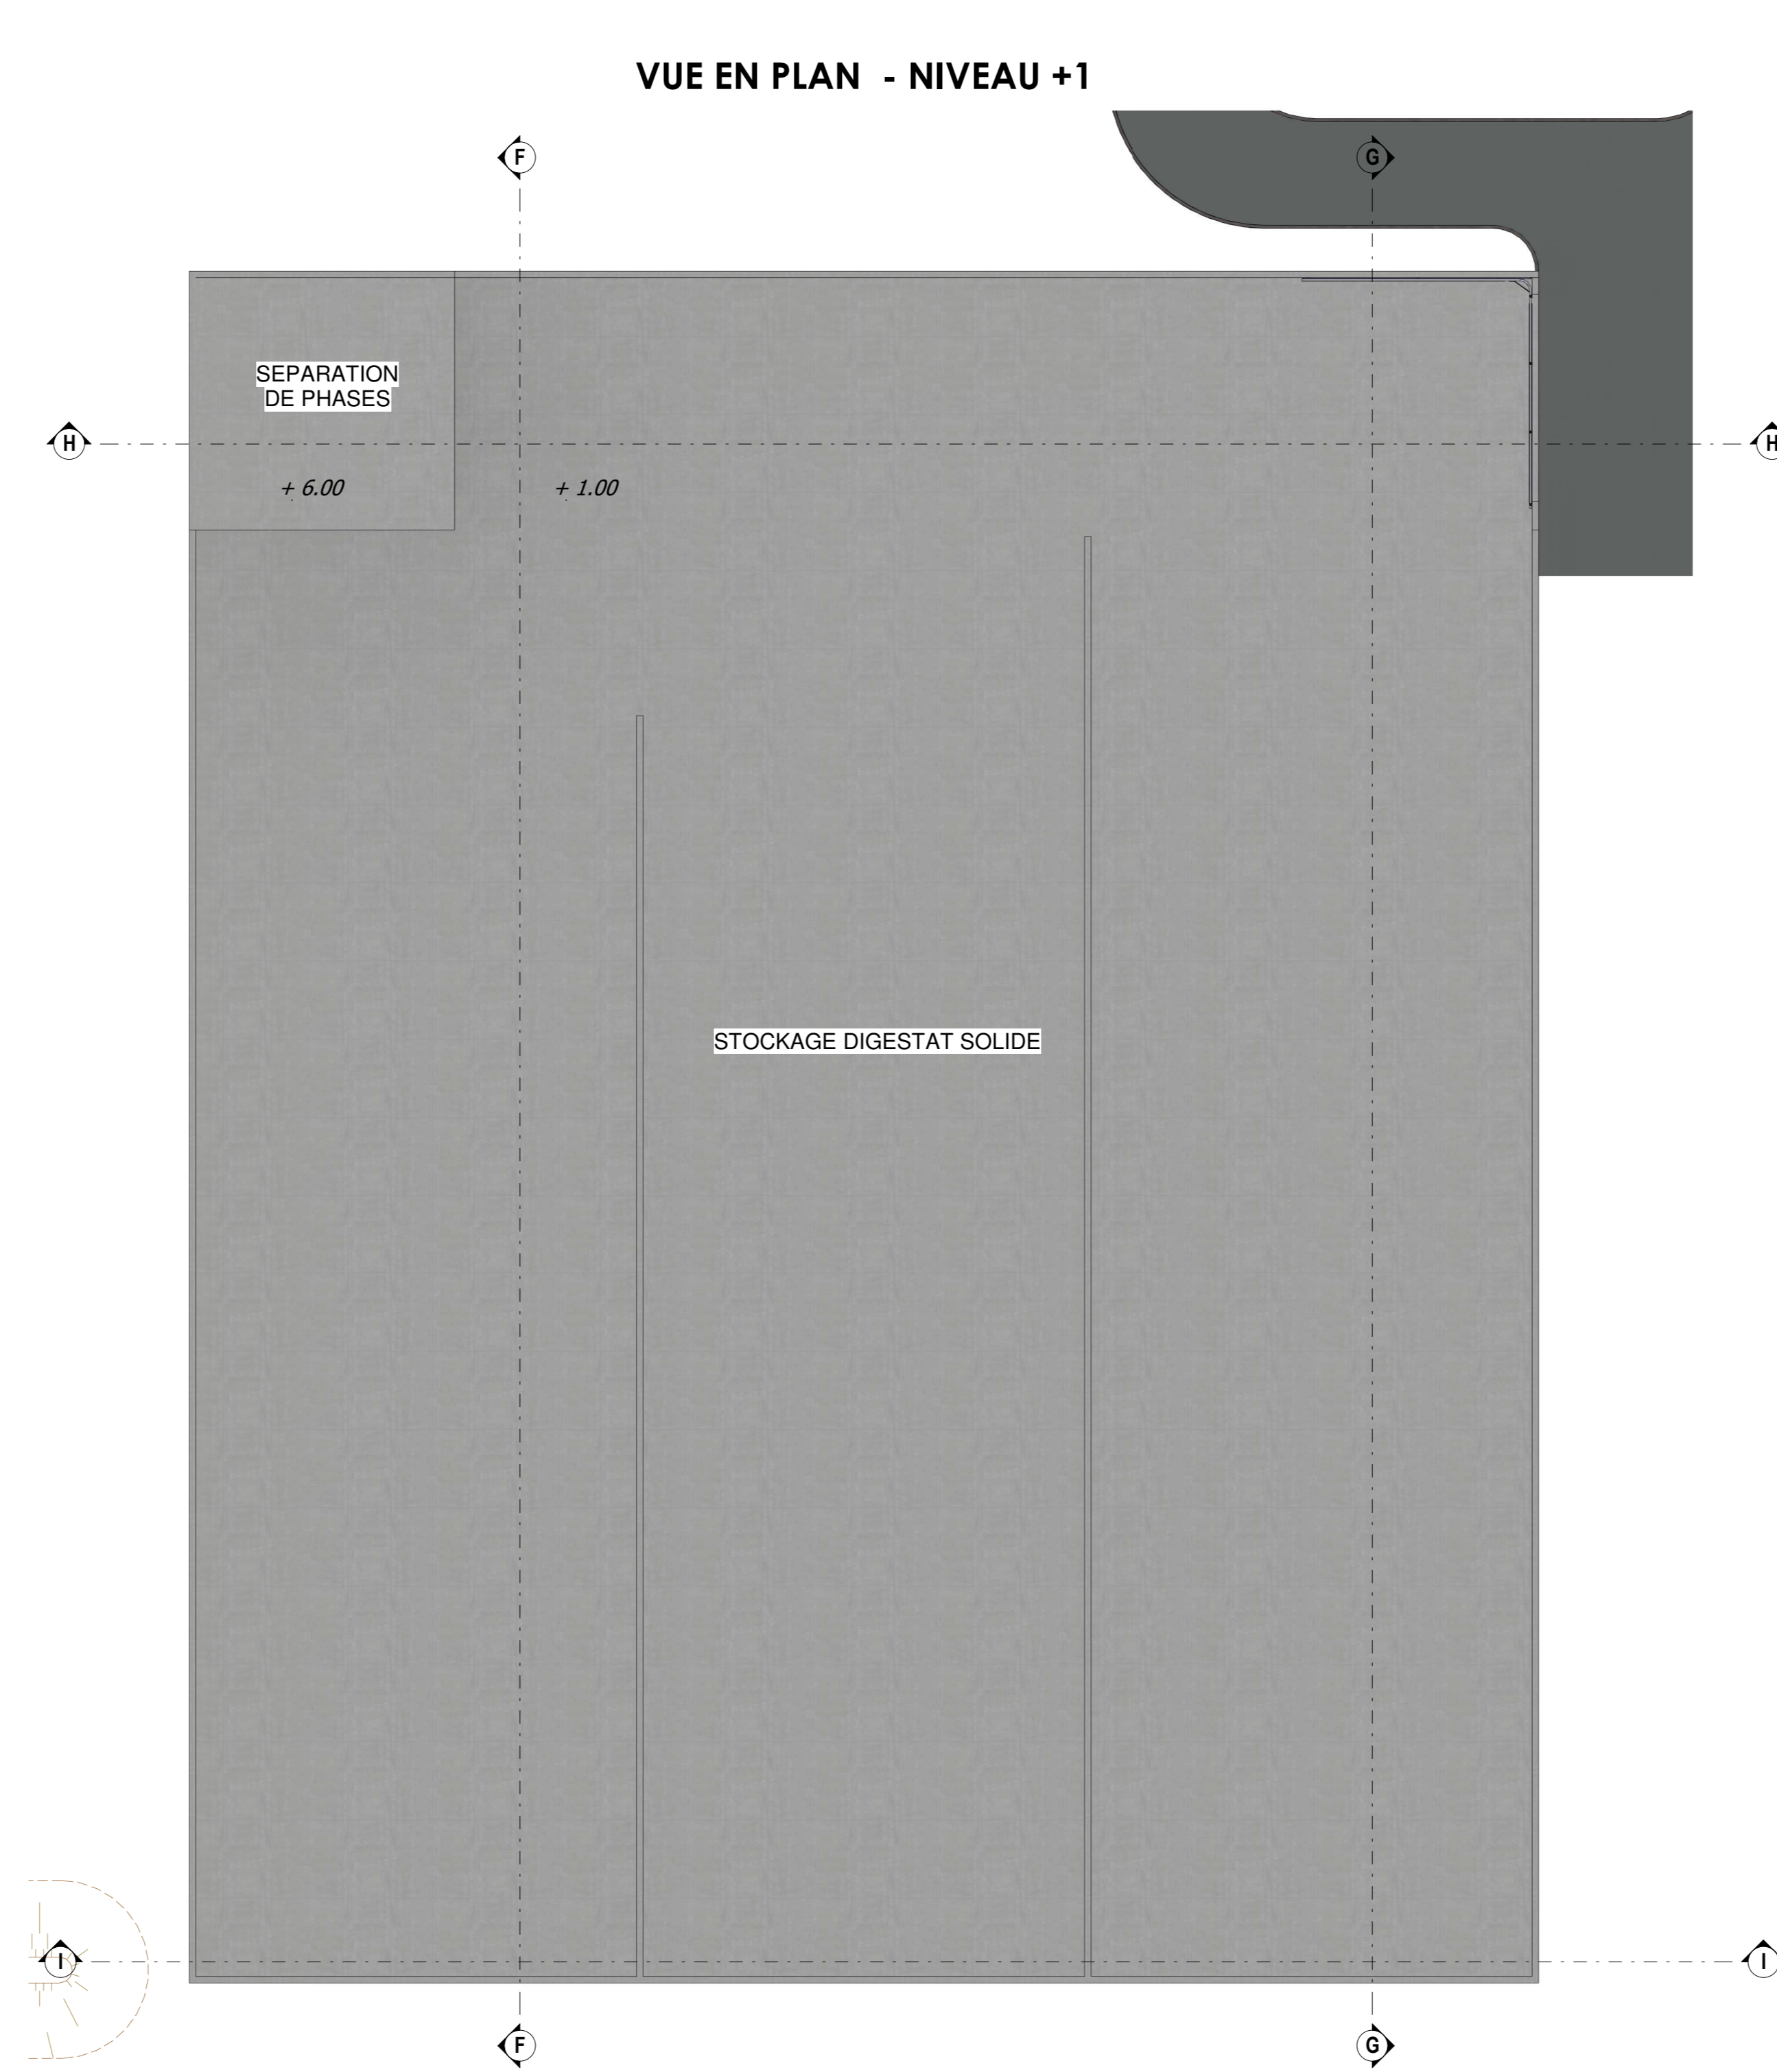 VUE EN PLAN - NIVEAU +1
F
G
SEPARATION
DE PHASES
H
H
+ 6.00
+ 1.00
STOCKAGE DIGESTAT SOLIDE
I
I
F
G